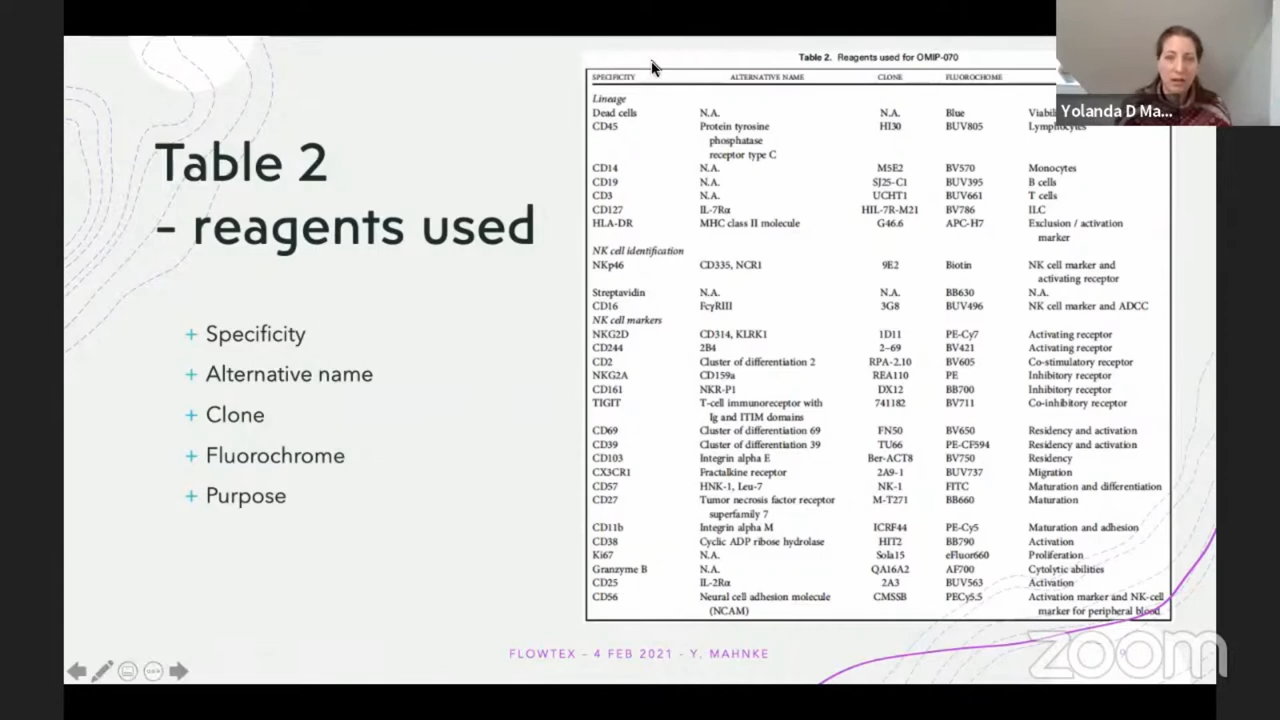 Table 2
- reagents used
+ Specificity
+ Alternative name
+ Clone
+ Fluorochrome
+ Purpose
Table 2. Reagents used for OMIP-070
SPECIFICITY ALTERNATIVE NAME CLONE FLUOROCHOME
Lineage
Dead cells N.A. N.A. Blue Viabil
CD45 Protein tyrosine HI30 BUV805 Lymphocytes
phosphatase
receptor type C
CD14 N.A. M5E2 BV570 Monocytes
CD19 N.A. SJ25-C1 BUV395 B cells
CD3 N.A. UCHT1 BUV661 T cells
CD127 IL-7Rα HIL-7R-M21 BV786 ILC
HLA-DR MHC class II molecule G46.6 APC-H7 Exclusion / activation
marker
NK cell identification
NKp46 CD335, NCR1 9E2 Biotin NK cell marker and
activating receptor
Streptavidin N.A. N.A. BB630 N.A.
CD16 FcγRIII 3G8 BUV496 NK cell marker and ADCC
NK cell markers
NKG2D CD314, KLRK1 1D11 PE-Cy7 Activating receptor
CD244 2B4 2–69 BV421 Activating receptor
CD2 Cluster of differentiation 2 RPA-2.10 BV605 Co-stimulatory receptor
NKG2A CD159a REA110 PE Inhibitory receptor
CD161 NKR-P1 DX12 BB700 Inhibitory receptor
TIGIT T-cell immunoreceptor with 741182 BV711 Co-inhibitory receptor
Ig and ITIM domains
CD69 Cluster of differentiation 69 FN50 BV650 Residency and activation
CD39 Cluster of differentiation 39 TU66 PE-CF594 Residency and activation
CD103 Integrin alpha E Ber-ACT8 BV750 Residency
CX3CR1 Fractalkine receptor 2A9-1 BUV737 Migration
CD57 HNK-1, Leu-7 NK-1 FITC Maturation and differentiation
CD27 Tumor necrosis factor receptor M-T271 BB660 Maturation
superfamily 7
CD11b Integrin alpha M ICRF44 PE-Cy5 Maturation and adhesion
CD38 Cyclic ADP ribose hydrolase HIT2 BB790 Activation
Ki67 N.A. Sola15 eFluor660 Proliferation
Granzyme B N.A. QA16A2 AF700 Cytolytic abilities
CD25 IL-2Rα 2A3 BUV563 Activation
CD56 Neural cell adhesion molecule CMSSB PECy5.5 Activation marker and NK-cell
(NCAM) marker for peripheral blood
Yolanda D Ma...
FLOWTEX – 4 FEB 2021 – Y. MAHNKE
zoom